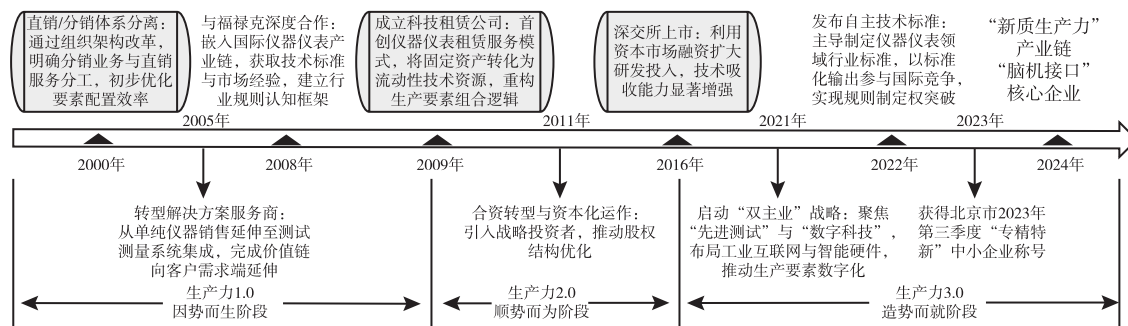 直销/分销体系分离：
通过组织架构改革，
明确分销业务与直销
服务分工，初步优化
要素配置效率
与福禄克深度合作：
嵌入国际仪器仪表产
业链，获取技术标准
与市场经验，建立行
业规则认知框架
成立科技租赁公司：首
创仪器仪表租赁服务模
式，将固定资产转化为
流动性技术资源，重构
生产要素组合逻辑
深交所上市：利用
资本市场融资扩大
研发投入，技术吸
收能力显著增强
发布自主技术标准：
主导制定仪器仪表领
域行业标准，以标准
化输出参与国际竞争，
实现规则制定权突破
“新质生产力”
产业链
“脑机接口”
核心企业
2005年
2011年
2021年
2023年
2000年
2008年
2009年
2016年
2022年
2024年
转型解决方案服务商：
从单纯仪器销售延伸至测试
测量系统集成，完成价值链
向客户需求端延伸
合资转型与资本化运作：
引入战略投资者，推动股权
结构优化
启动“双主业”战略：聚焦
“先进测试”与“数字科技”，
布局工业互联网与智能硬件，
推动生产要素数字化
获得北京市2023年
第三季度“专精特
新”中小企业称号
生产力1.0
因势而生阶段
生产力2.0
顺势而为阶段
生产力3.0
造势而就阶段